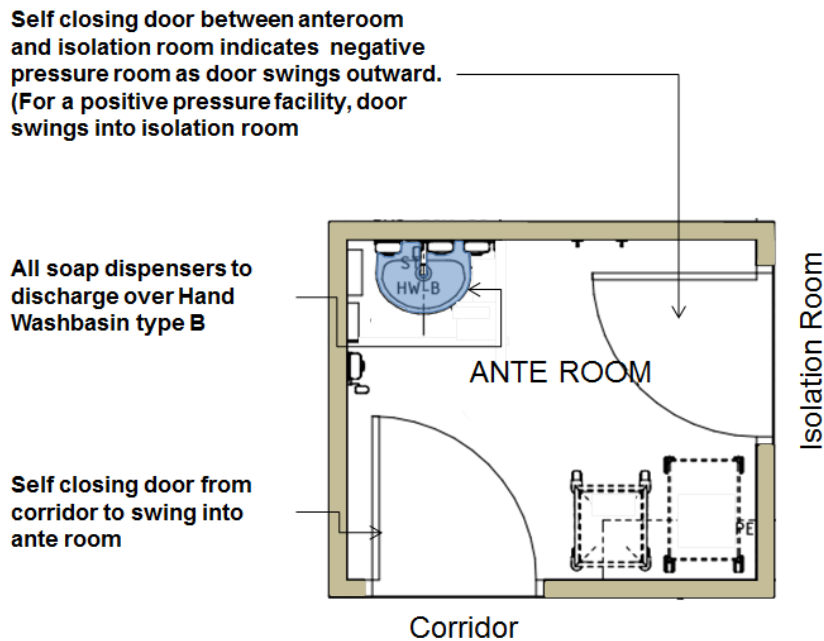 Self closing door between anteroom
and isolation room indicates negative
pressure room as door swings outward.
(For a positive pressure facility, door
swings into isolation room
All soap dispensers to
discharge over Hand
Washbasin type B
HW-B
ANTE ROOM
Isolation Room
Self closing door from
corridor to swing into
ante room
PE
Corridor